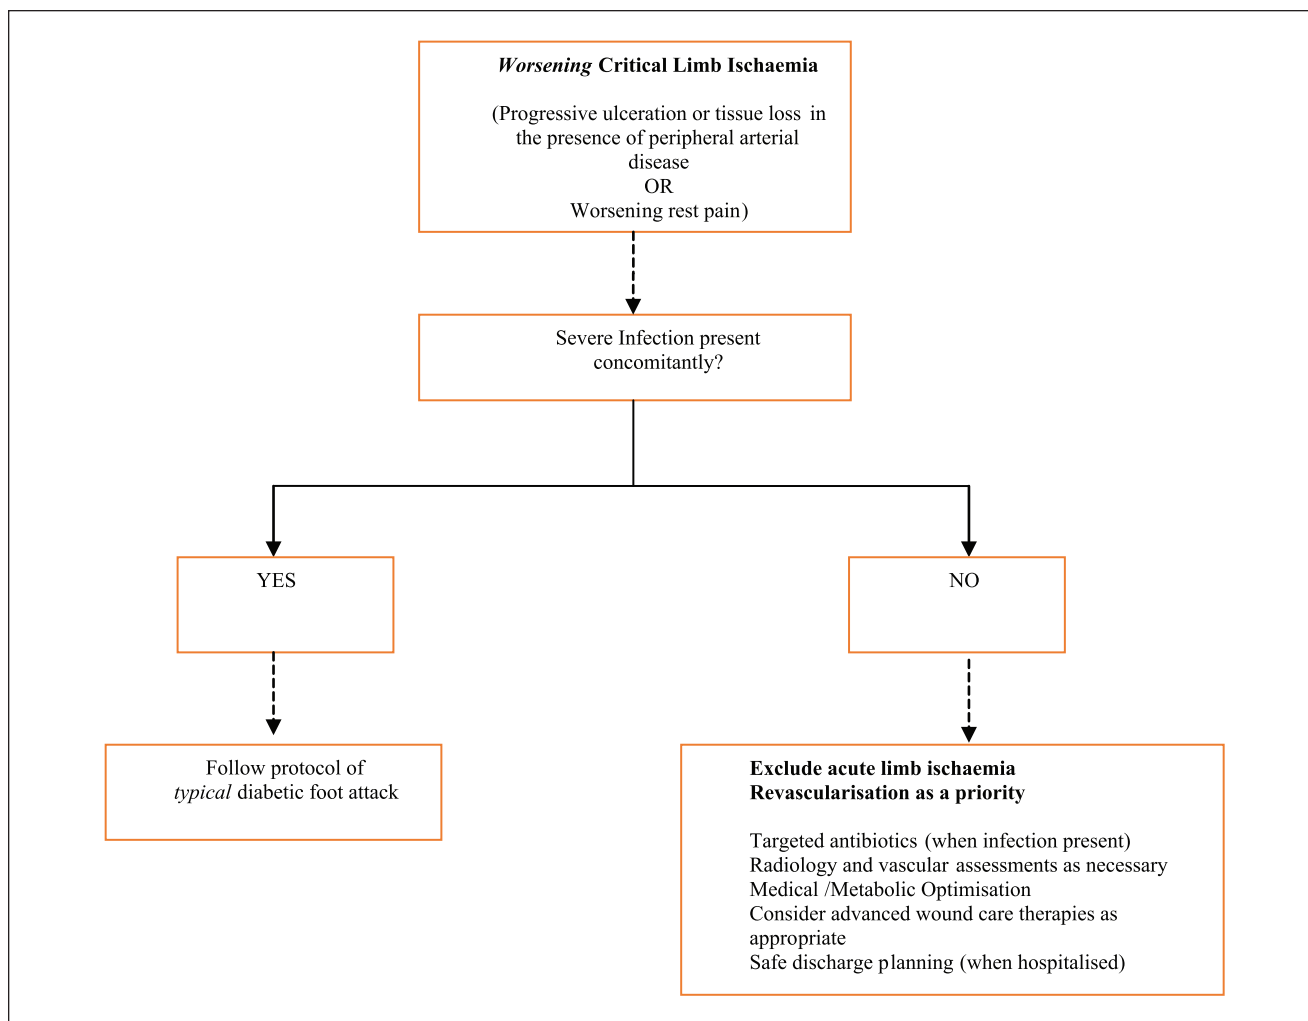 Worsening Critical Limb Ischaemia
(Progressive ulceration or tissue loss in
the presence of peripheral arterial
disease
OR
Worsening rest pain)
Severe Infection present
concomitantly?
YES
NO
Follow protocol of
typical diabetic foot attack
Exclude acute limb ischaemia
Revascularisation as a priority
Targeted antibiotics (when infection present)
Radiology and vascular assessments as necessary
Medical /Metabolic Optimisation
Consider advanced wound care therapies as
appropriate
Safe discharge planning (when hospitalised)